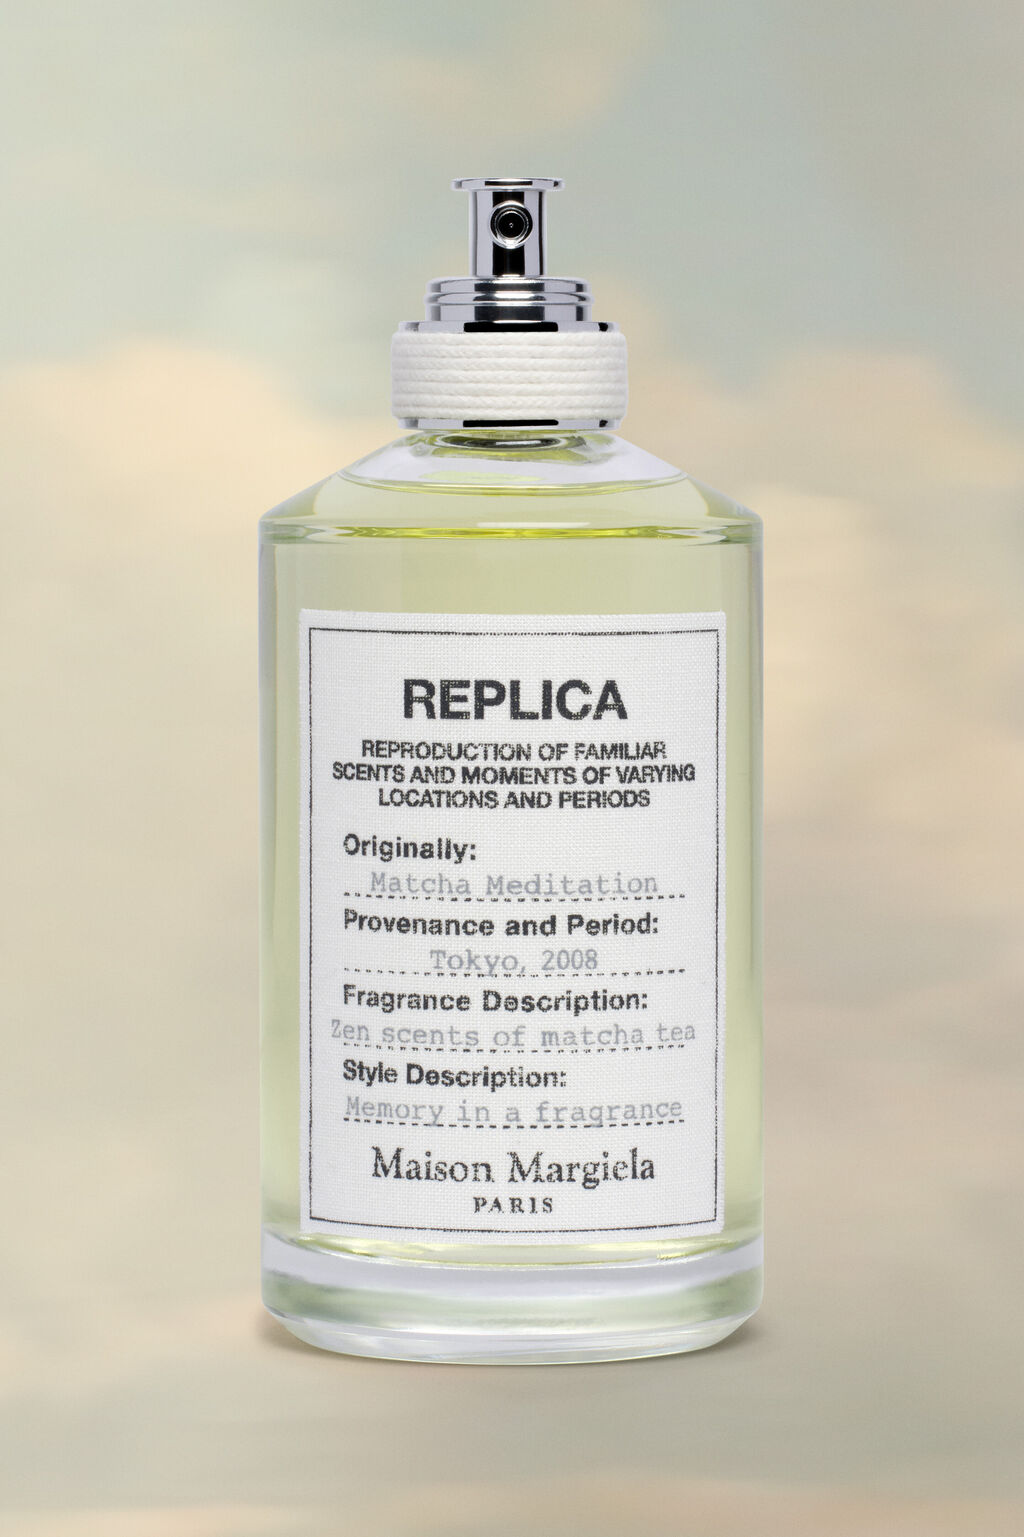 REPLICA
REPRODUCTION OF FAMILIAR
SCENTS AND MOMENTS OF VARYING
LOCATIONS AND PERIODS
Originally:
Matcha Meditation
Provenance and Period:
Tokyo, 2008
Fragrance Description:
Zen scents of matcha tea
Style Description:
Memory in a fragrance
Maison Margiela
PARIS